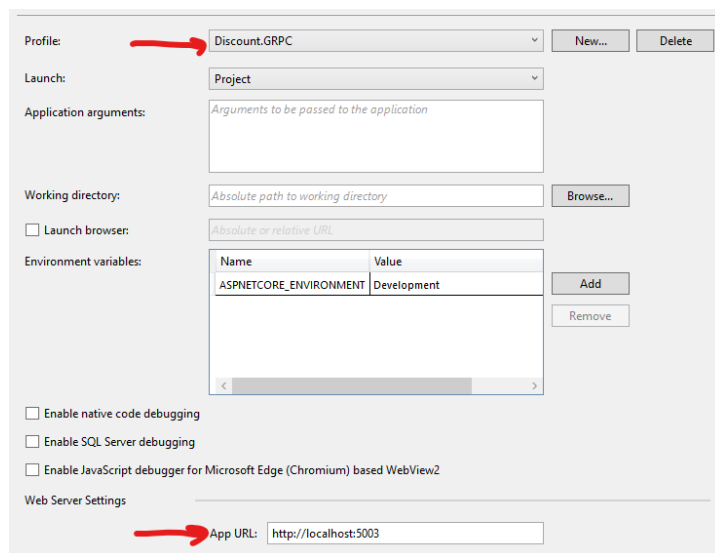 Profile: Discount.GRPC New... Delete
Launch: Project
Application arguments: Arguments to be passed to the application
Working directory: Absolute path to working directory Browse...
Launch browser: Absolute or relative URL
Environment variables: Name Value
ASPNETCORE_ENVIRONMENT Development Add
Remove
Enable native code debugging
Enable SQL Server debugging
Enable JavaScript debugger for Microsoft Edge (Chromium) based WebView2
Web Server Settings
App URL: http://localhost:5003